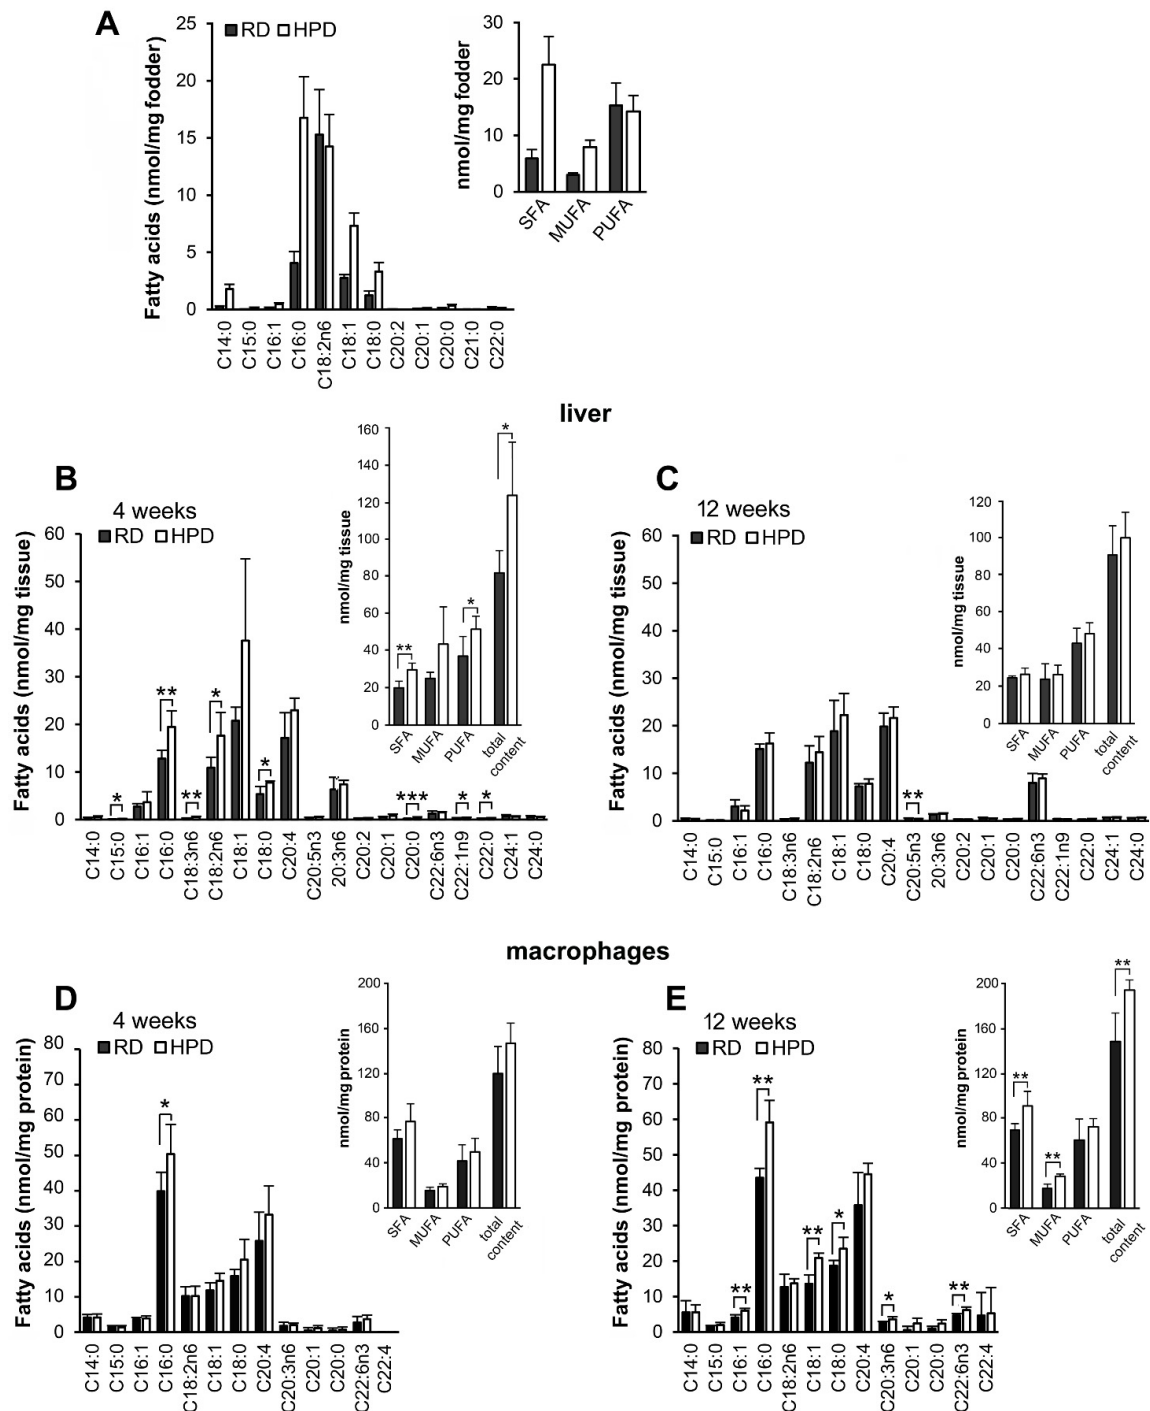 A
25
20
15
10
5
0
Fatty acids (nmol/mg fodder)
RD HPD
C14:0
C15:0
C16:1
C16:0
C18:2n6
C18:1
C18:0
C20:2
C20:1
C20:0
C21:0
C22:0
30
20
10
0
nmol/mg fodder
SFA
MUFA
PUFA
liver
B
4 weeks
RD HPD
60
50
40
30
20
10
0
Fatty acids (nmol/mg tissue)
*
**
**
*
*
***
*
*
C14:0
C15:0
C16:1
C16:0
C18:3n6
C18:2n6
C18:1
C18:0
C20:4
C20:5n3
20:3n6
C20:2
C20:1
C20:0
C22:6n3
C22:1n9
C22:0
C24:1
C24:0
160
140
120
100
80
60
40
20
0
nmol/mg tissue
**
*
*
SFA
MUFA
PUFA
total
content
C
12 weeks
RD HPD
60
50
40
30
20
10
0
Fatty acids (nmol/mg tissue)
**
C14:0
C15:0
C16:1
C16:0
C18:3n6
C18:2n6
C18:1
C18:0
C20:4
C20:5n3
20:3n6
C20:2
C20:1
C20:0
C22:6n3
C22:1n9
C22:0
C24:1
C24:0
120
100
80
60
40
20
0
nmol/mg tissue
SFA
MUFA
PUFA
total
content
macrophages
D
4 weeks
RD HPD
80
70
60
50
40
30
20
10
0
Fatty acids (nmol/mg protein)
*
C14:0
C15:0
C16:1
C16:0
C18:2n6
C18:1
C18:0
C20:4
C20:3n6
C20:1
C20:0
C22:6n3
C22:4
200
160
120
80
40
0
nmol/mg protein
SFA
MUFA
PUFA
total
content
E
12 weeks
RD HPD
80
70
60
50
40
30
20
10
0
Fatty acids (nmol/mg protein)
**
**
**
*
*
**
C14:0
C15:0
C16:1
C16:0
C18:2n6
C18:1
C18:0
C20:4
C20:3n6
C20:1
C20:0
C22:6n3
C22:4
200
160
120
80
40
0
nmol/mg protein
**
**
**
SFA
MUFA
PUFA
total
content